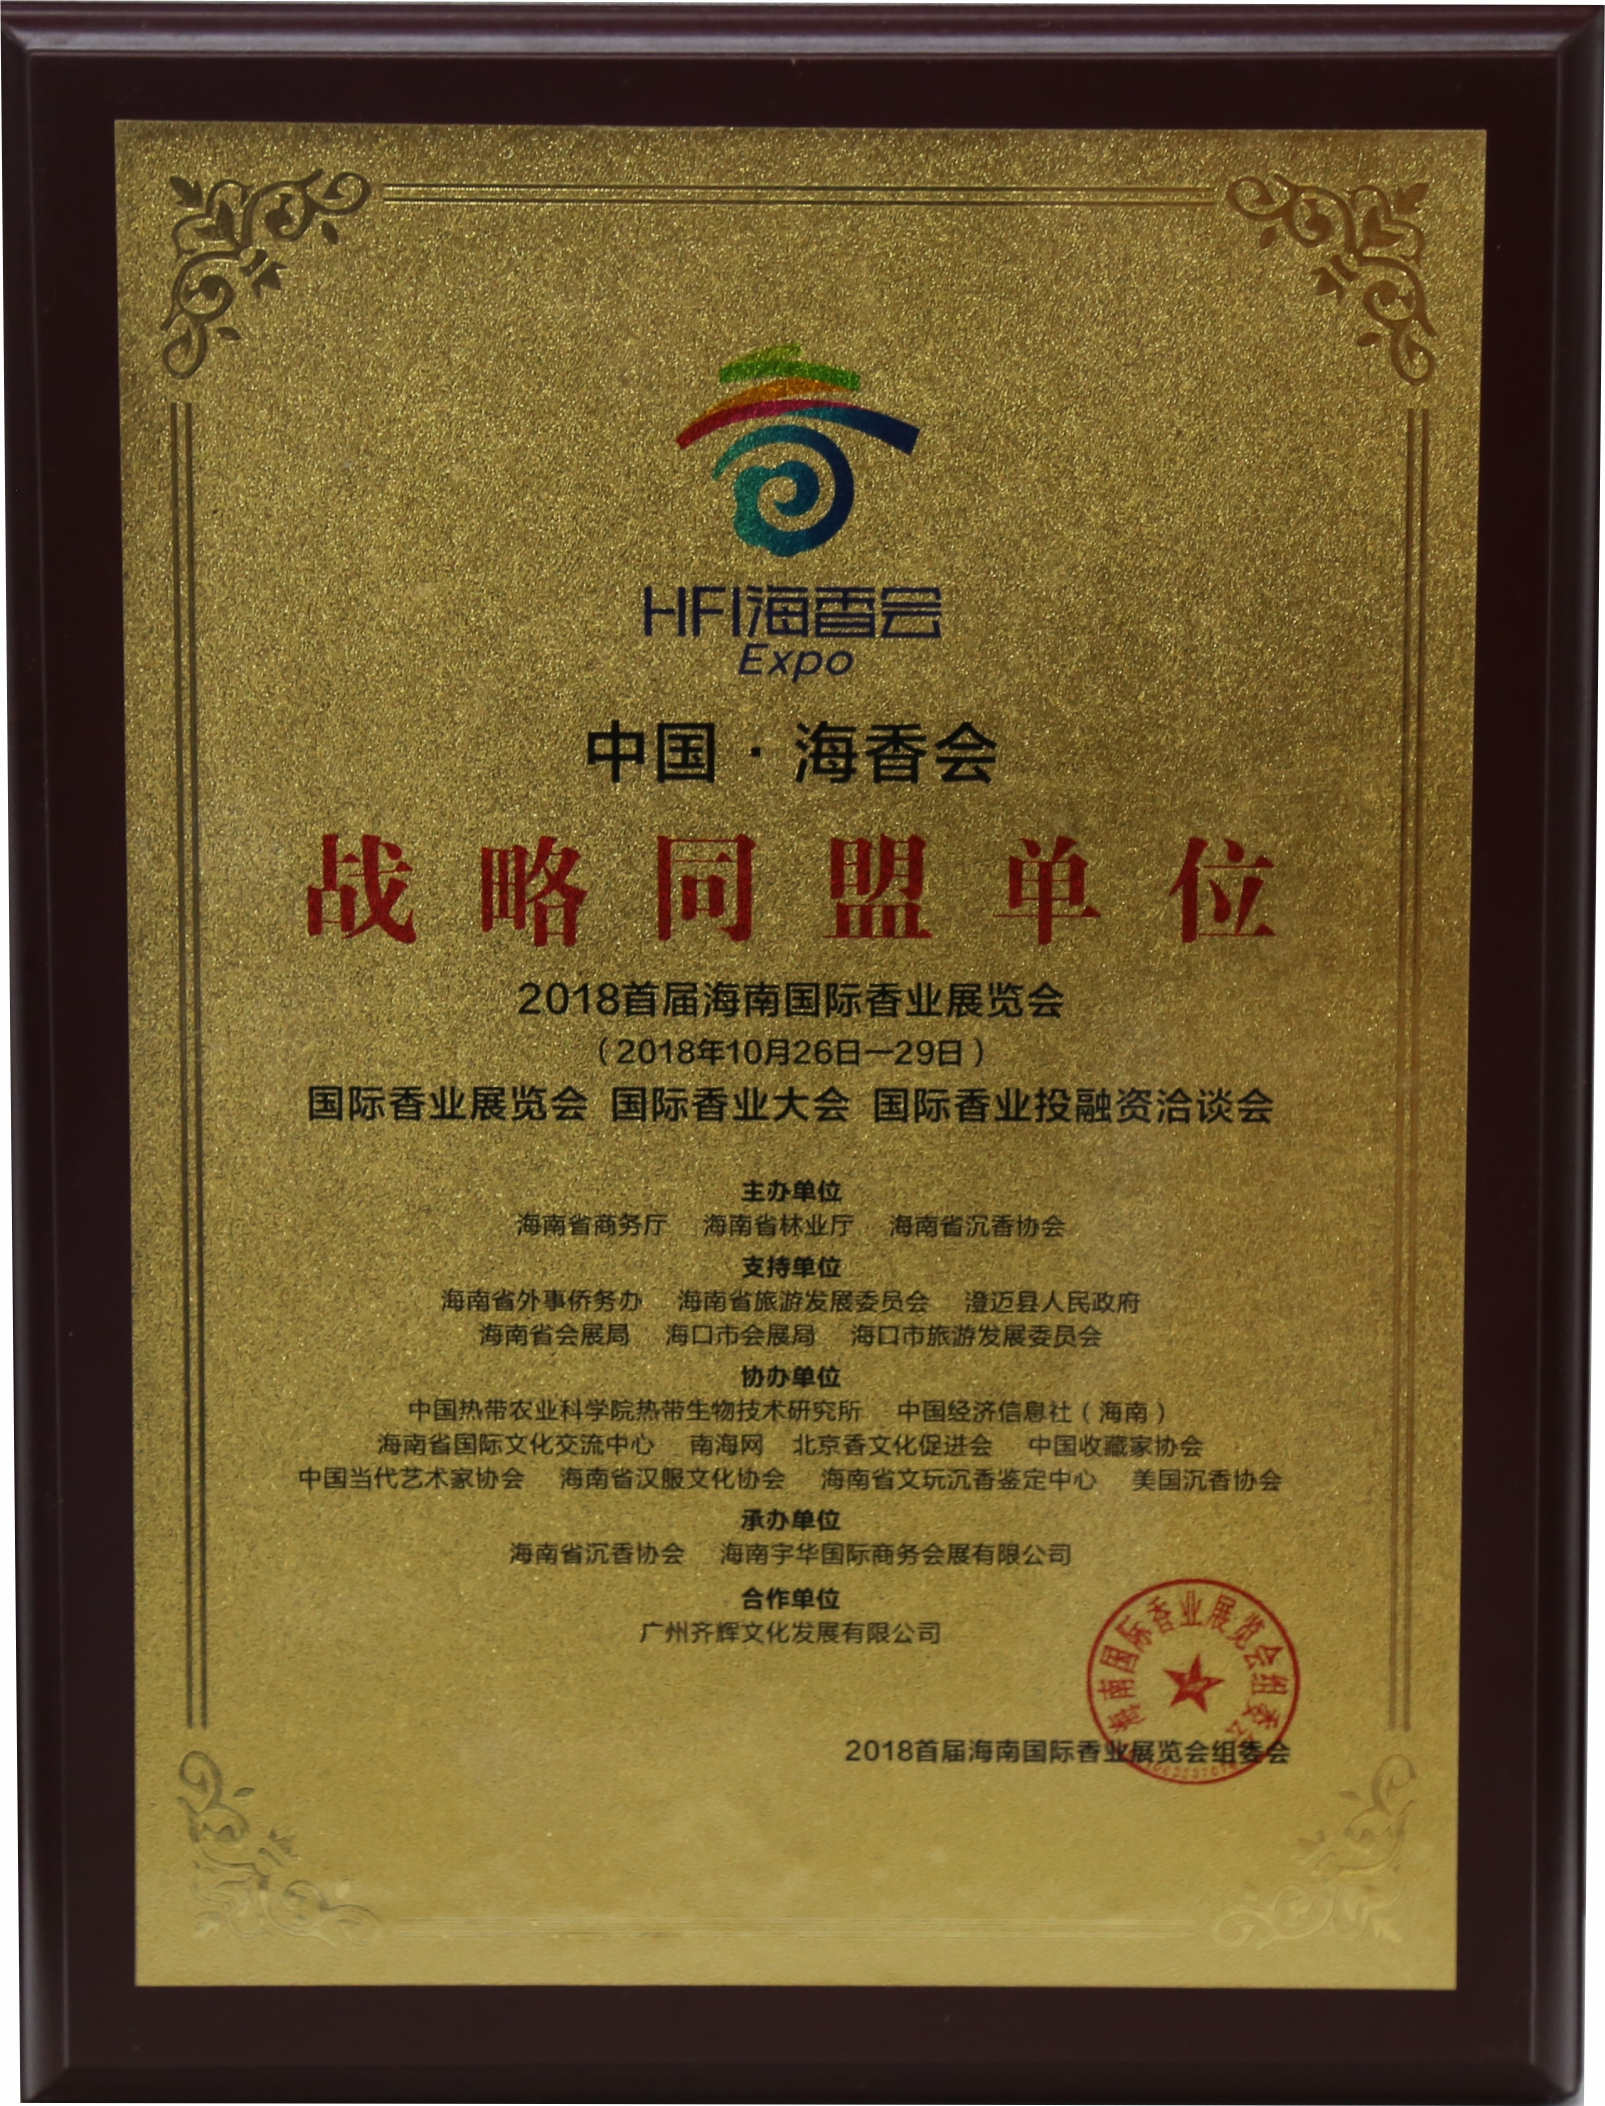 HFI海香会
Expo
中国·海香会
战略同盟单位
2018首届海南国际香业展览会
（2018年10月26日—29日）
国际香业展览会 国际香业大会 国际香业投融资洽谈会
主办单位
海南省商务厅 海南省林业厅 海南省沉香协会
支持单位
海南省外事侨务办 海南省旅游发展委员会 澄迈县人民政府
海南省会展局 海口市会展局 海口市旅游发展委员会
协办单位
中国热带农业科学院热带生物技术研究所 中国经济信息社（海南）
海南省国际文化交流中心 南海网 北京香文化促进会 中国收藏家协会
中国当代艺术家协会 海南省汉服文化协会 海南省文玩沉香鉴定中心 美国沉香协会
承办单位
海南省沉香协会 海南宇华国际商务会展有限公司
合作单位
广州齐辉文化发展有限公司
海南国际香业展览会组委会
2018首届海南国际香业展览会组委会